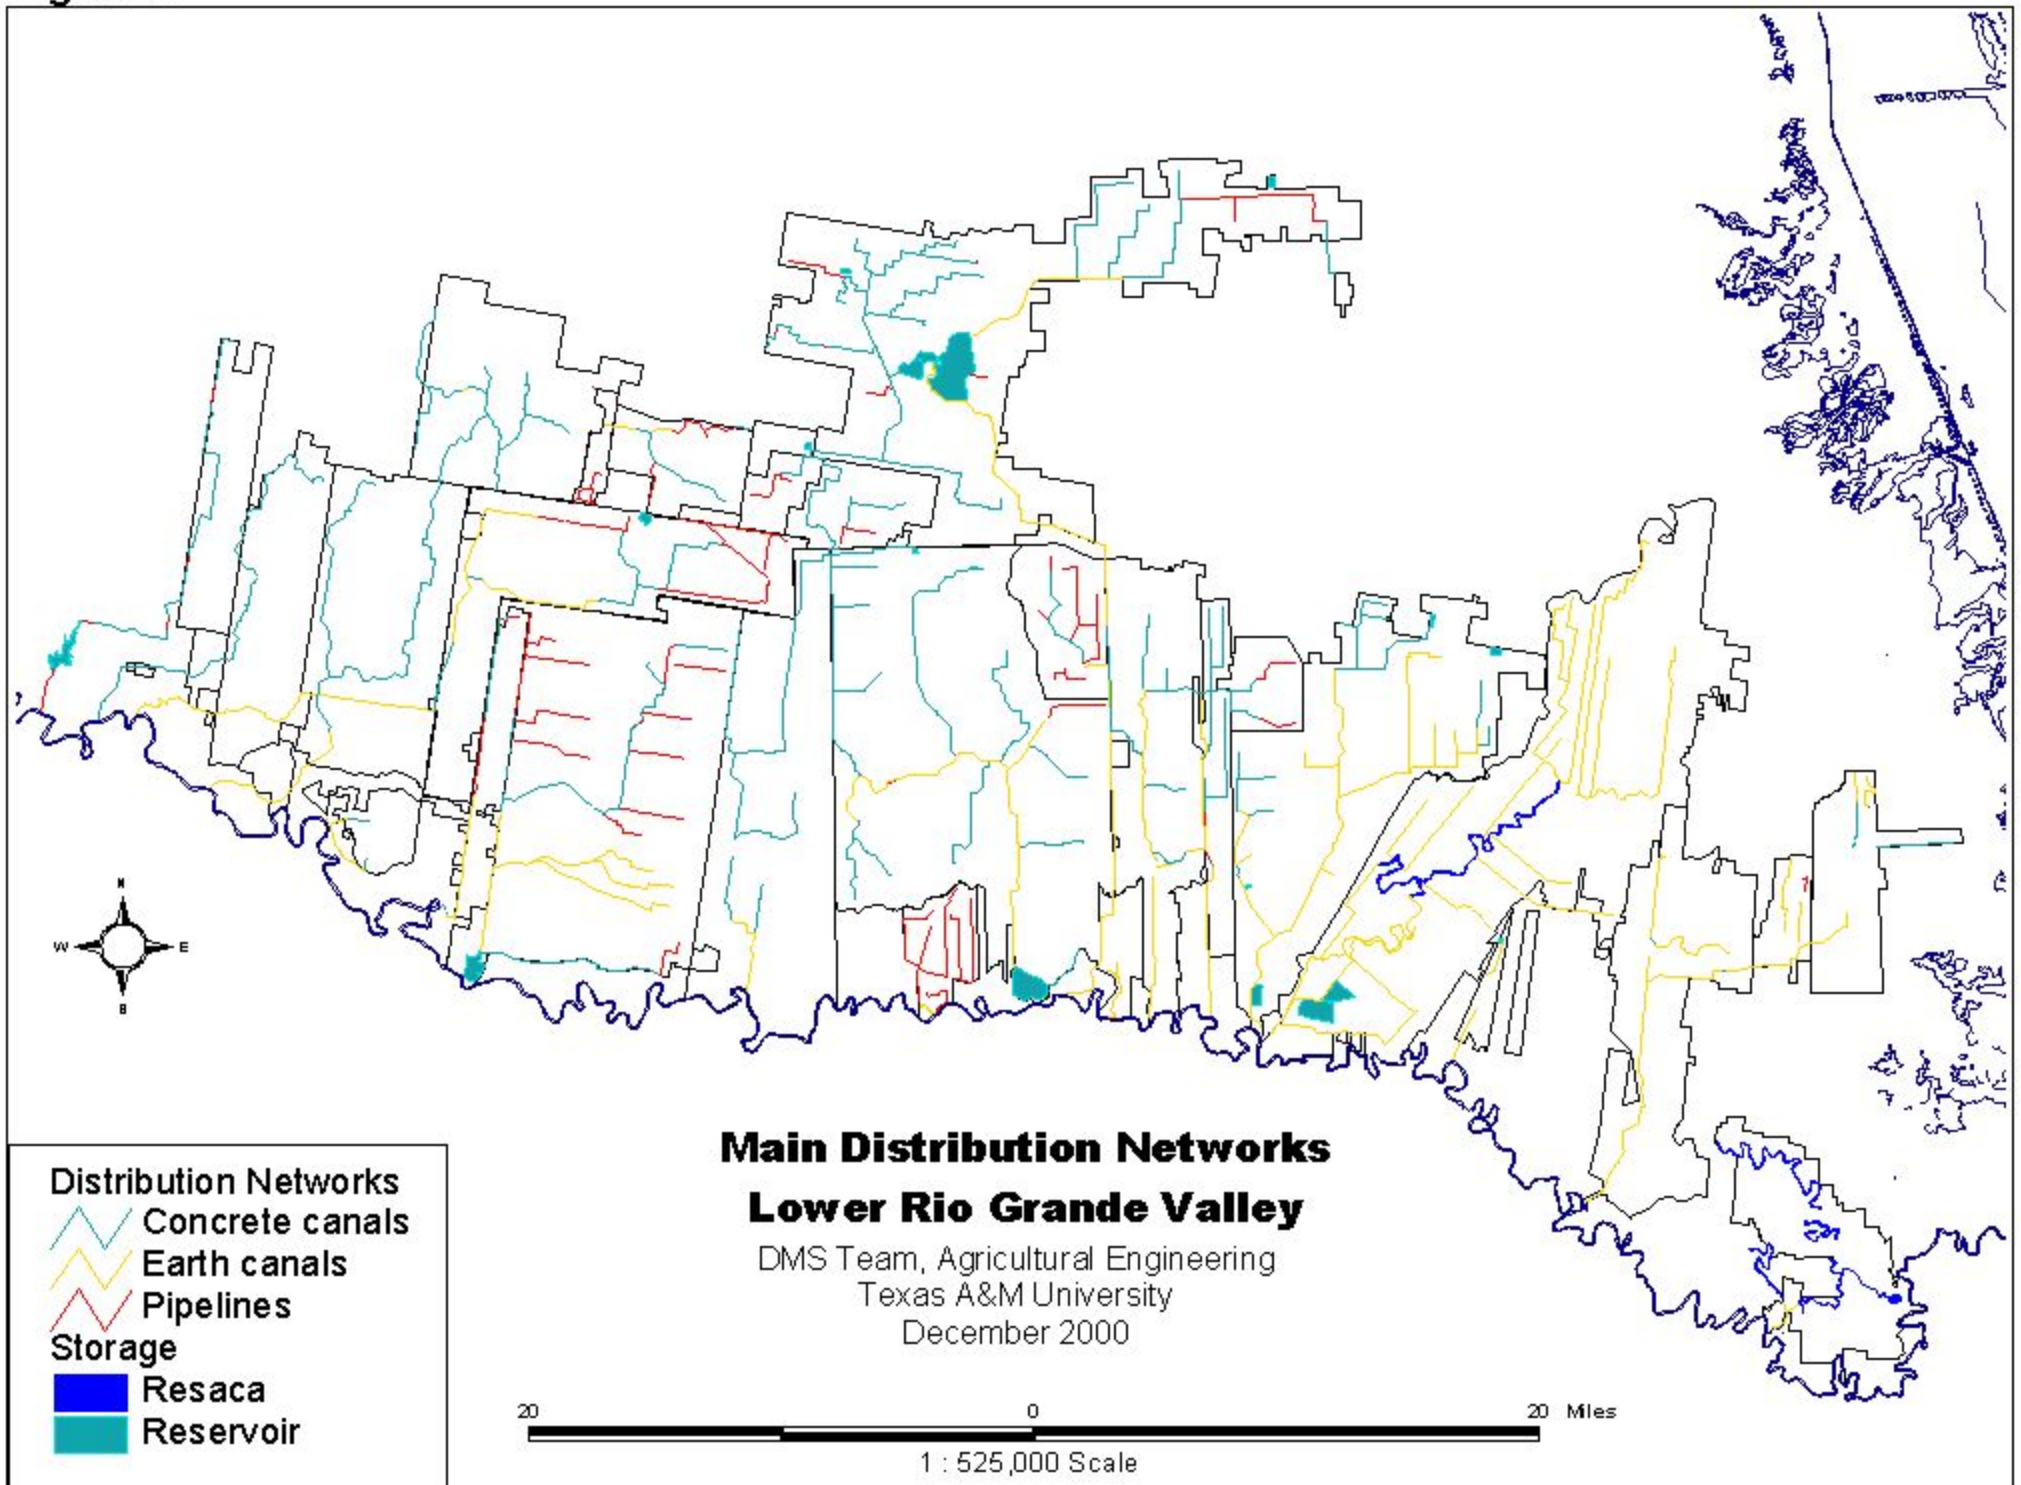 Main Distribution Networks
Lower Rio Grande Valley
DMS Team, Agricultural Engineering
Texas A&M University
December 2000
N
W E
S
Distribution Networks
Concrete canals
Earth canals
Pipelines
Storage
Resaca
Reservoir
20 0 20 Miles
1 : 525,000 Scale